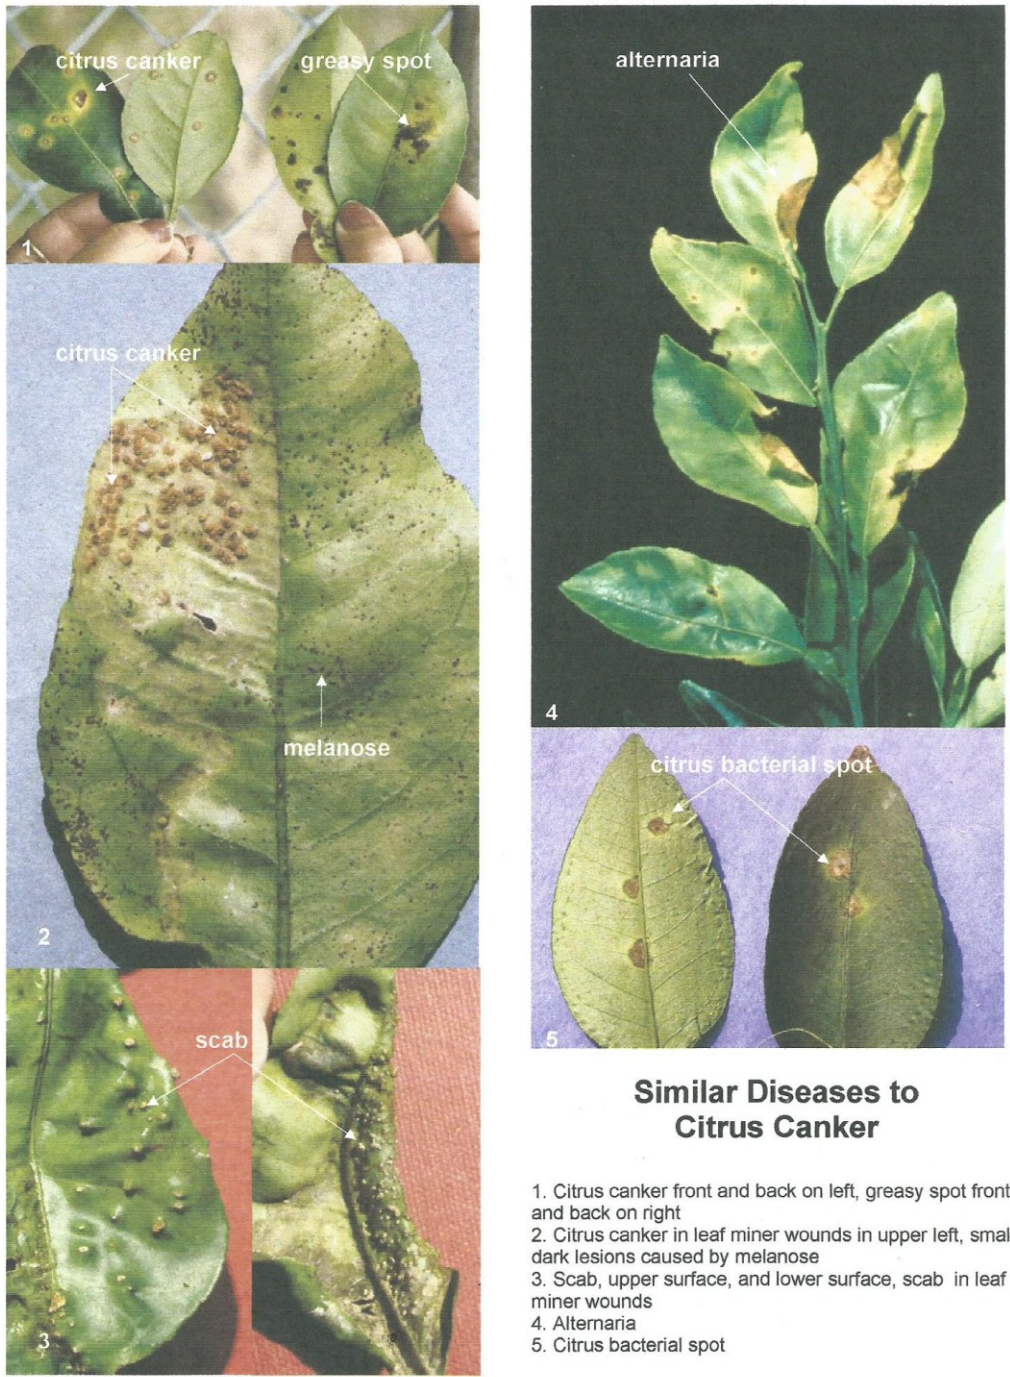 citrus canker
greasy spot
1
citrus canker
melanose
2
scab
3
alternaria
4
citrus bacterial spot
5
Similar Diseases to
Citrus Canker
1. Citrus canker front and back on left, greasy spot front
and back on right
2. Citrus canker in leaf miner wounds in upper left, smal
dark lesions caused by melanose
3. Scab, upper surface, and lower surface, scab in leaf
miner wounds
4. Alternaria
5. Citrus bacterial spot